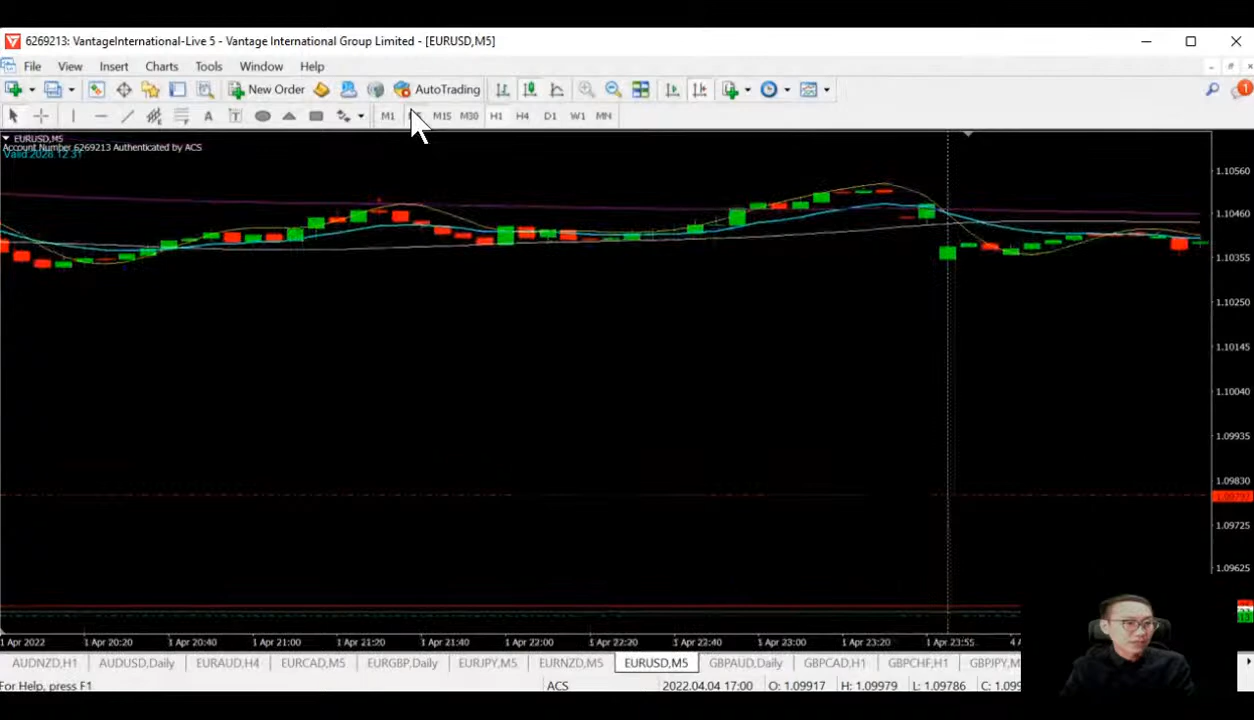 6269213: VantageInternational-Live 5 - Vantage International Group Limited - [EURUSD,M5]
File View Insert Charts Tools Window Help
New Order AutoTrading 1
A T M1 M15 M30 H1 H4 D1 W1 MN
EURUSD,M5
Account Number 6269213 Authenticated by ACS
Valid:2028 12 31
1.10560
1.10460
1.10355
1.10250
1.10145
1.10040
1.09935
1.09830
1.09797
1.09725
1.09625
1 Apr 2022 1 Apr 20:20 1 Apr 20:40 1 Apr 21:00 1 Apr 21:20 1 Apr 21:40 1 Apr 22:00 1 Apr 22:20 1 Apr 22:40 1 Apr 23:00 1 Apr 23:20 1 Apr 23:55
AUDNZD,H1 AUDUSD,Daily EURAUD,H4 EURCAD,M5 EURGBP,Daily EURJPY,M5 EURNZD,M5 EURUSD,M5 GBPAUD,Daily GBPCAD,H1 GBPCHF,H1 GBPJPY,M
For Help, press F1 ACS 2022.04.04 17:00 O: 1.09917 H: 1.09979 L: 1.09786 C: 1.09